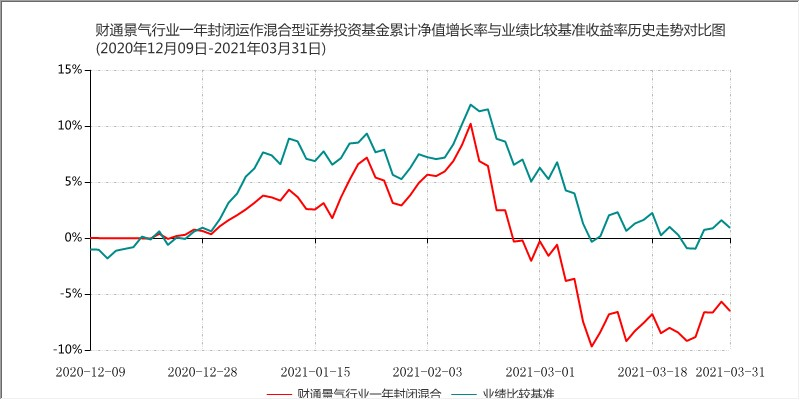 财通景气行业一年封闭运作混合型证券投资基金累计净值增长率与业绩比较基准收益率历史走势对比图
(2020年12月09日-2021年03月31日)
15%
10%
5%
0%
-5%
-10%
2020-12-09 2020-12-28 2021-01-15 2021-02-03 2021-03-01 2021-03-18 2021-03-31
财通景气行业一年封闭混合 业绩比较基准